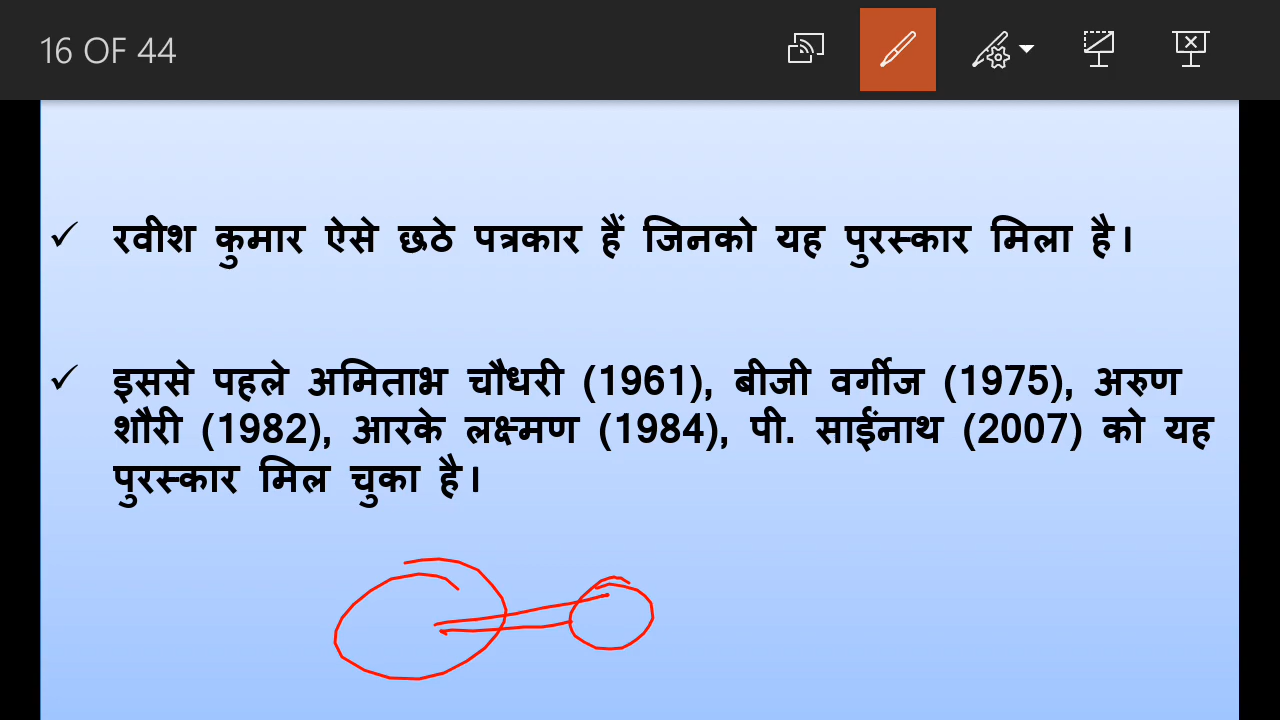 16 OF 44
✓ रवीश कुमार ऐसे छठे पत्रकार हैं जिनको यह पुरस्कार मिला है।
✓ इससे पहले अमिताभ चौधरी (1961), बीजी वर्गीज (1975), अरुण
शौरी (1982), आरके लक्ष्मण (1984), पी. साईंनाथ (2007) को यह
पुरस्कार मिल चुका है।